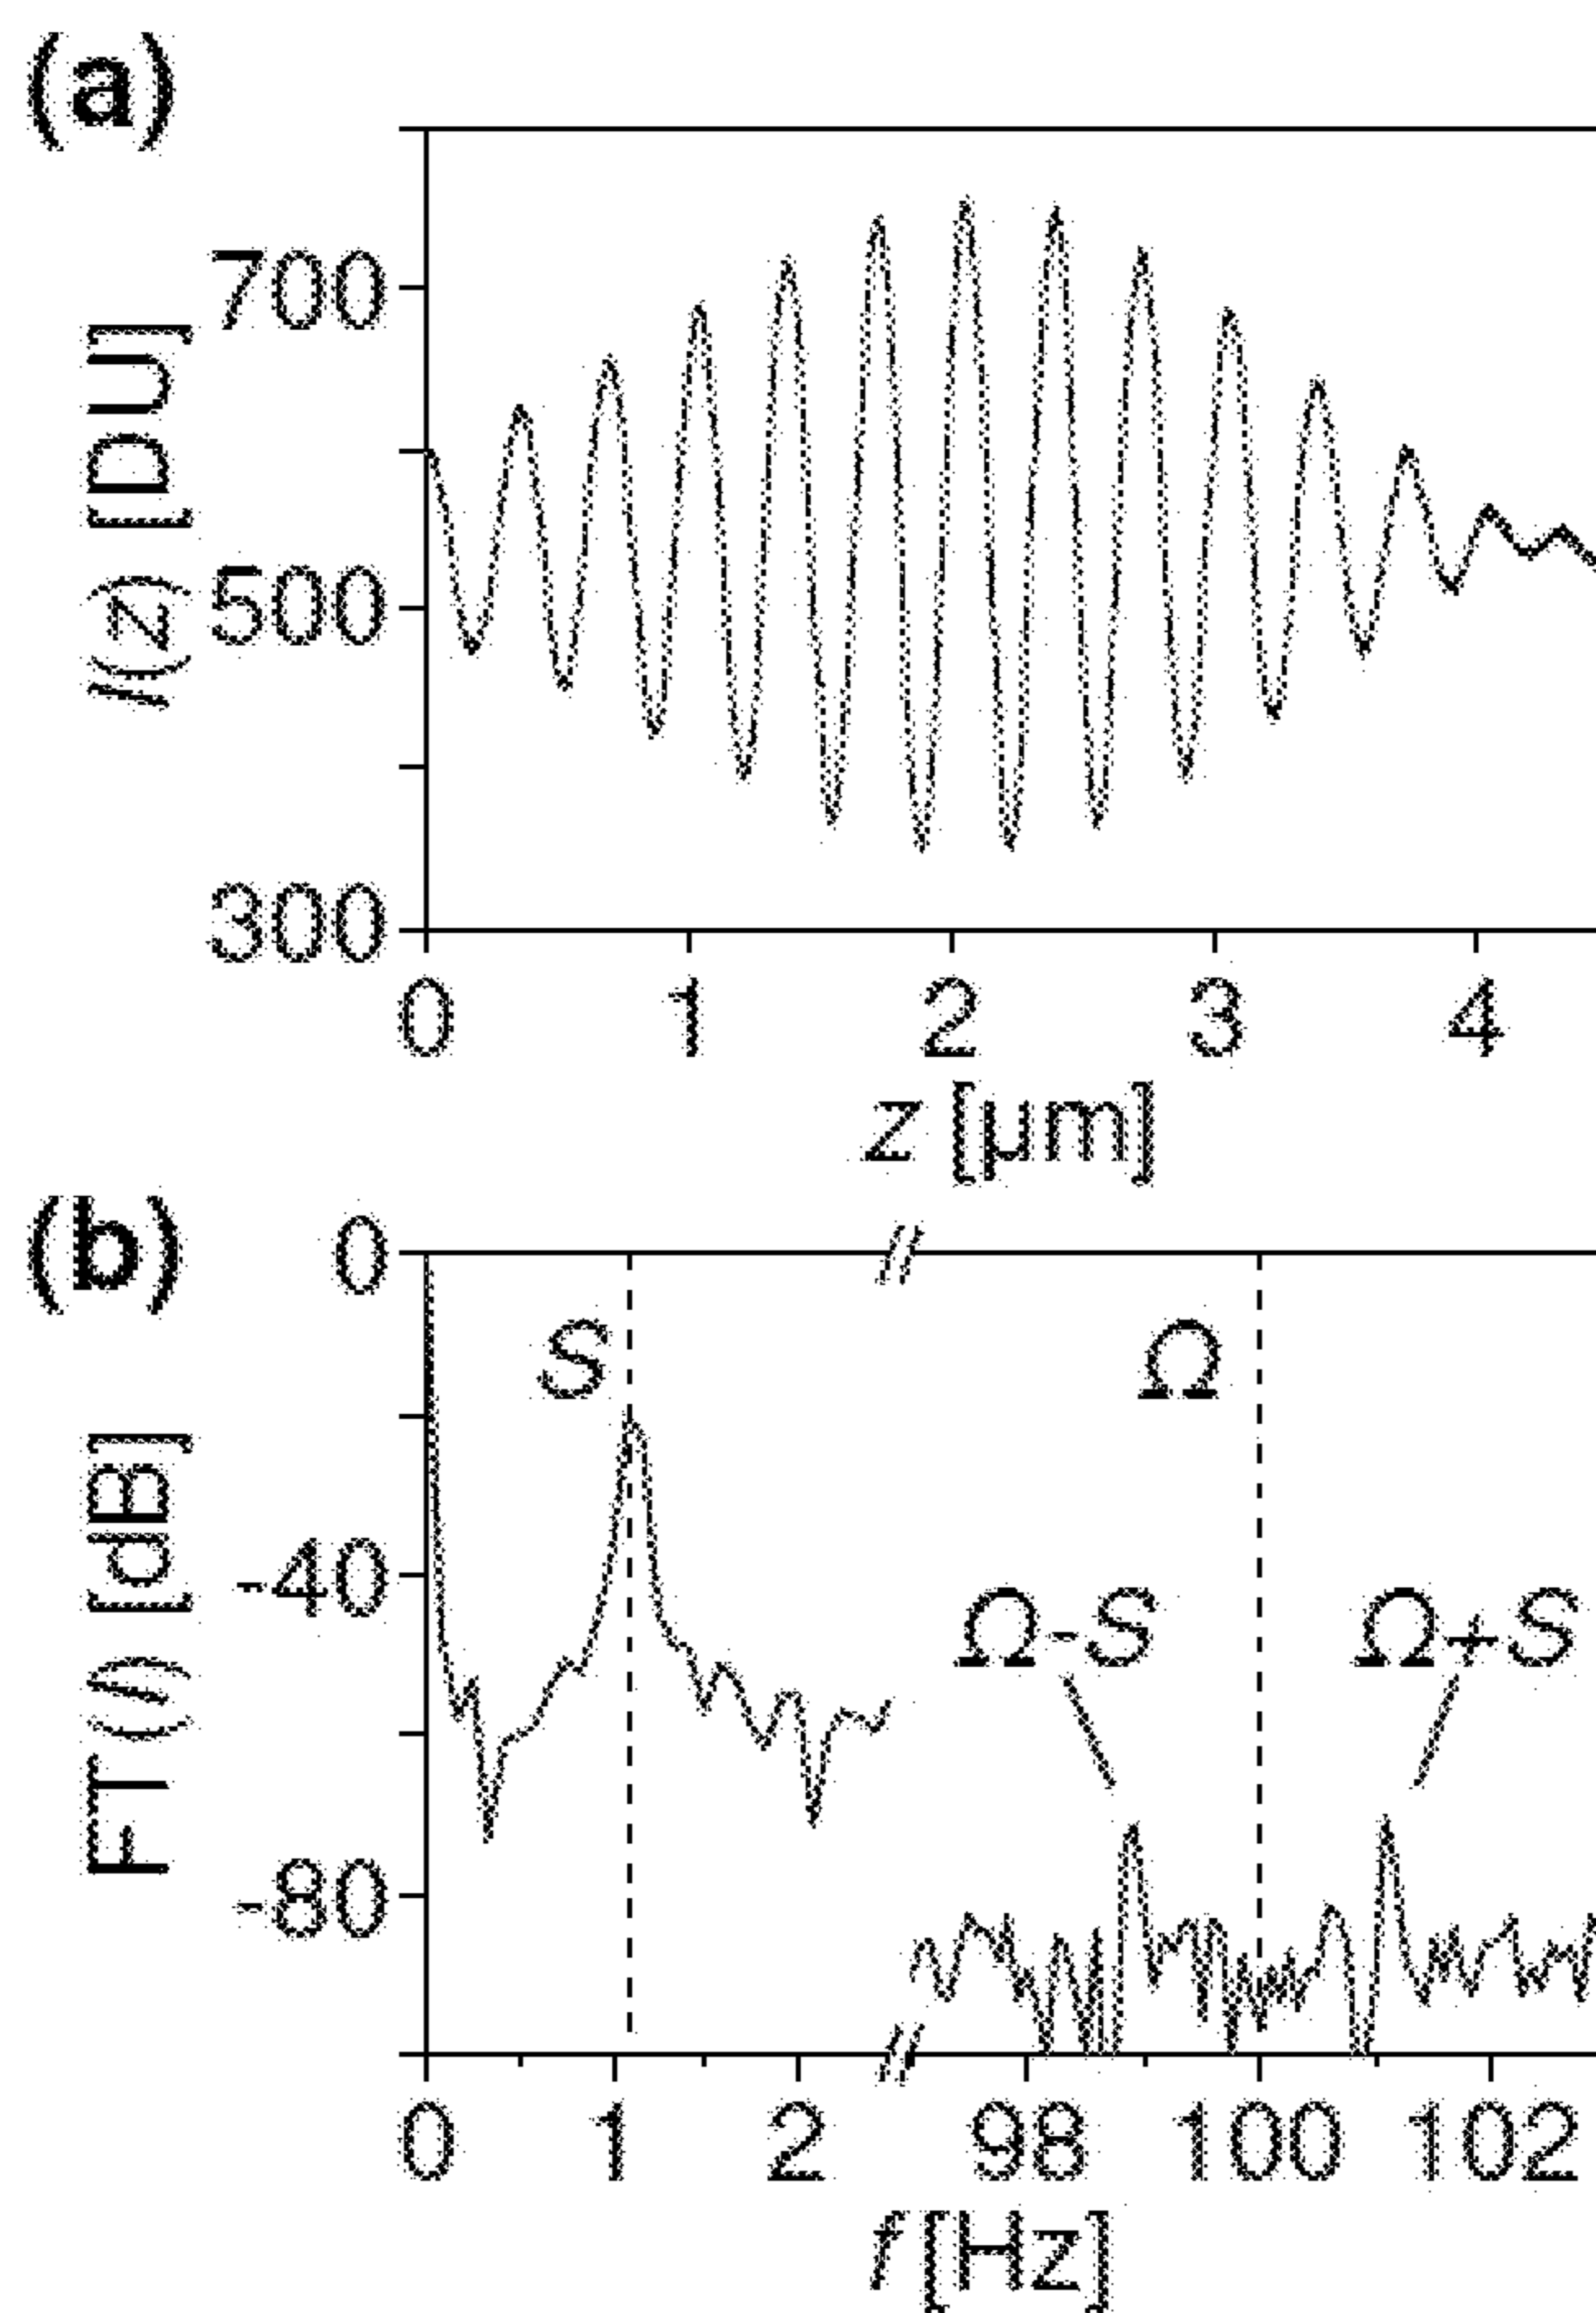 (a)
I(z) [DU]
700
500
300
0 1 2 3 4
z [µm]
(b)
FT(I) [dB]
0
-40
-80
S
Ω
Ω-S
Ω+S
0 1 2 98 100 102
f [Hz]